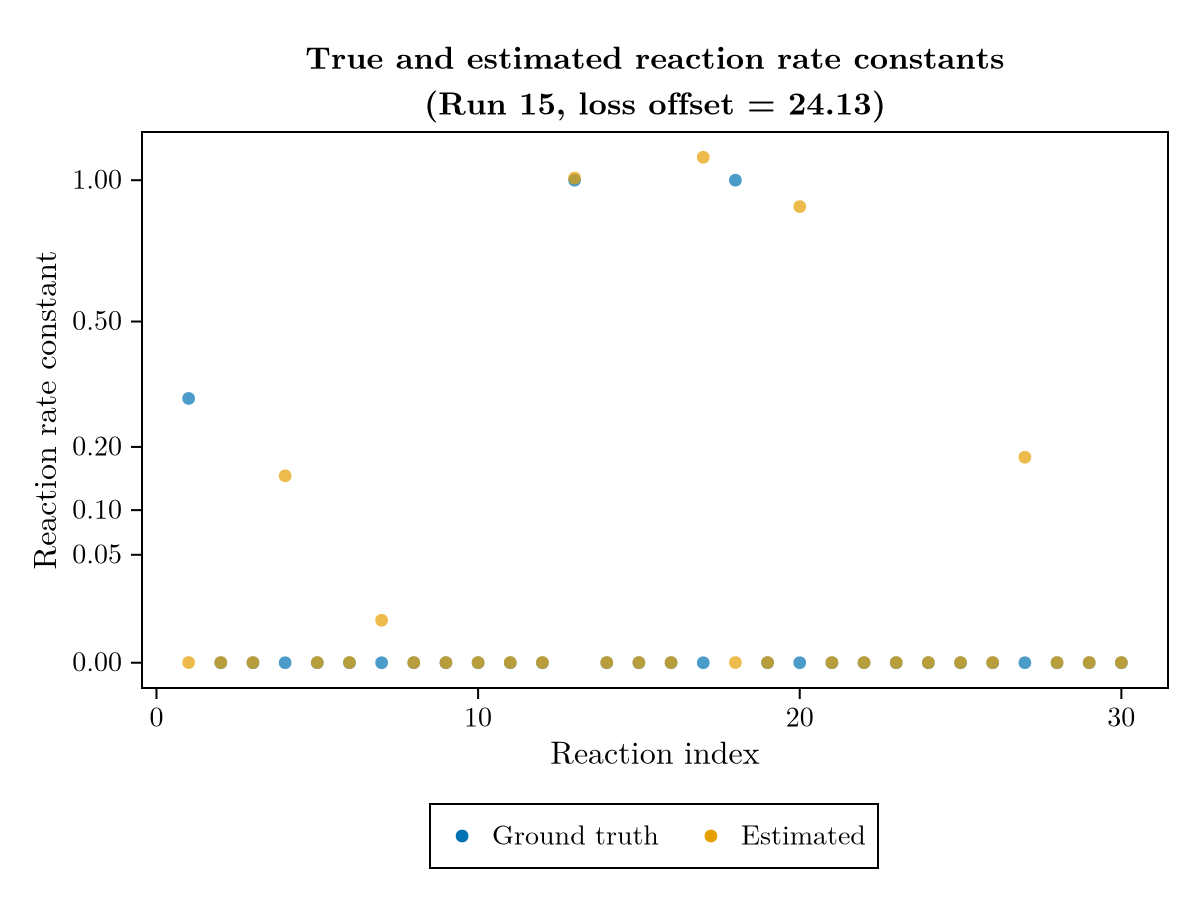 True and estimated reaction rate constants
(Run 15, loss offset = 24.13)
Reaction rate constant
1.00
0.50
0.20
0.10
0.05
0.00
0 10 20 30
Reaction index
Ground truth Estimated